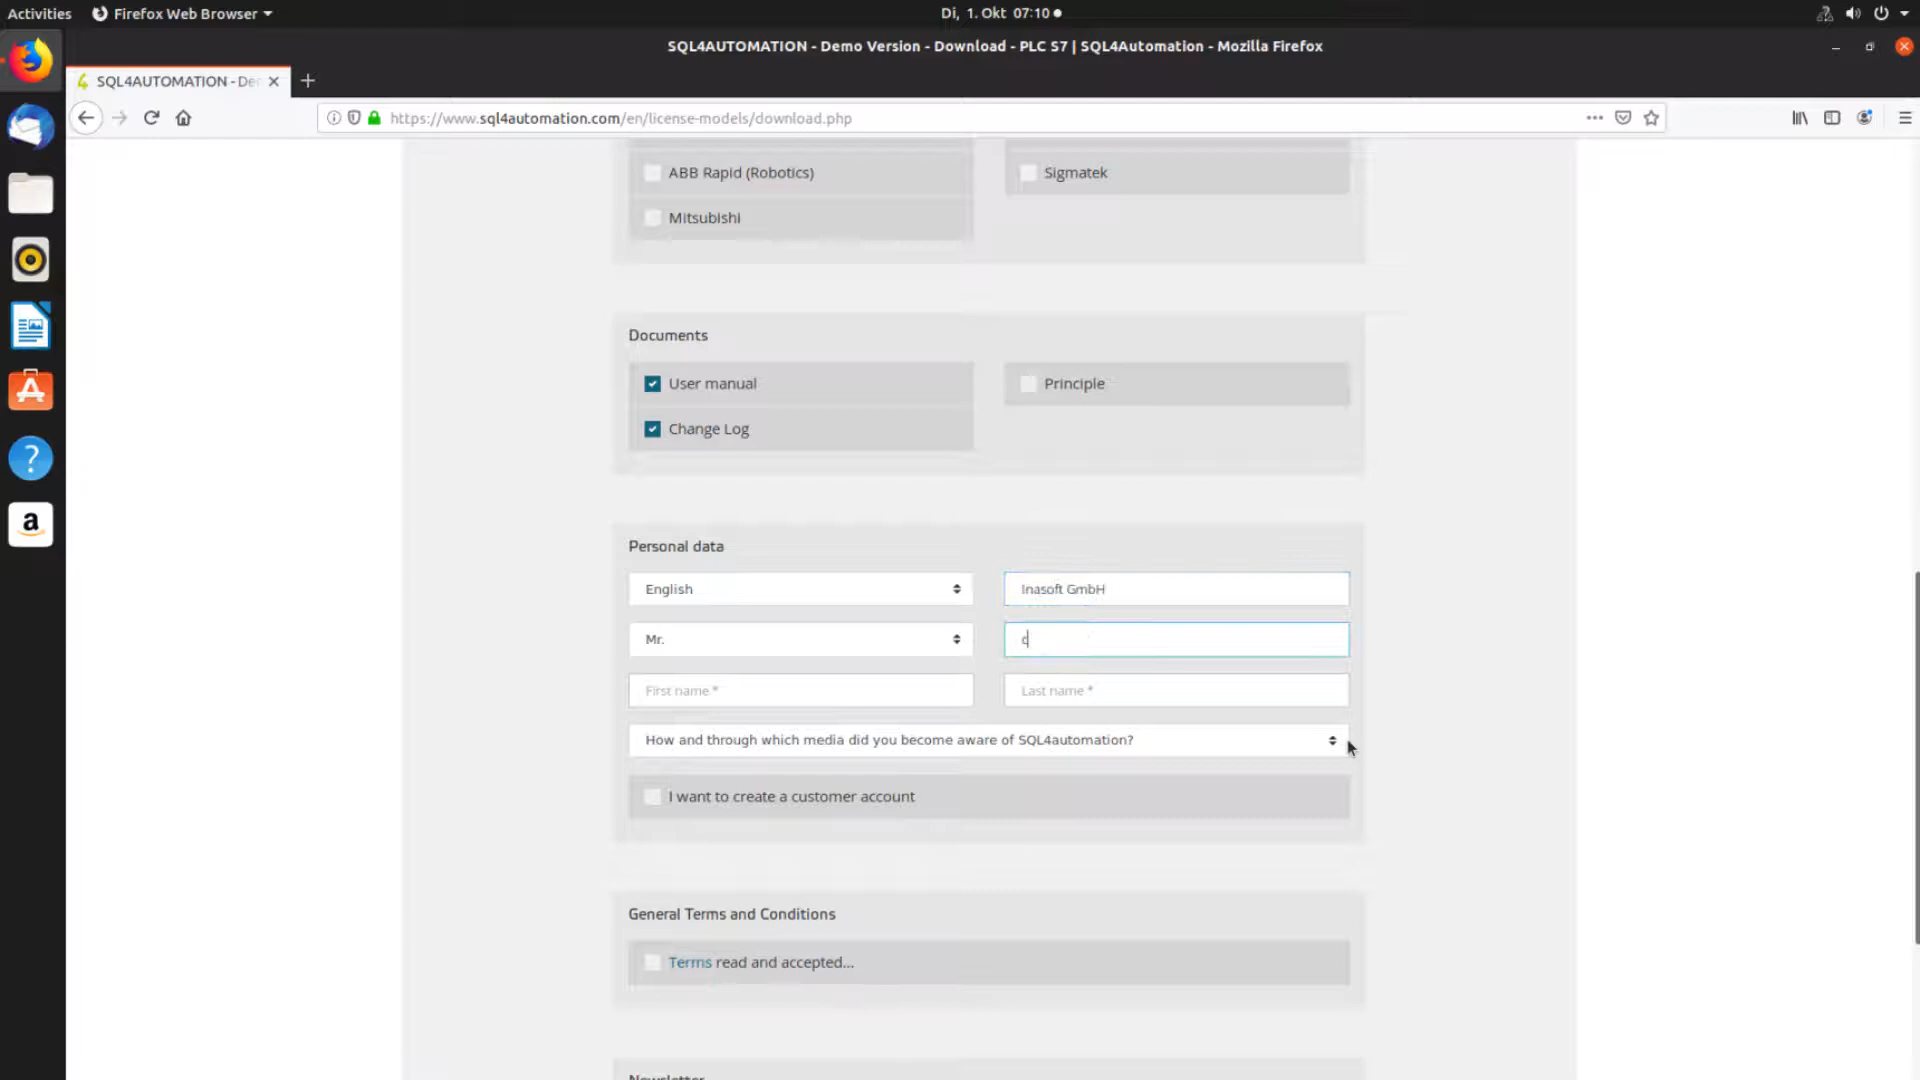 Activities Firefox Web Browser Di, 1. Okt 07:10
SQL4AUTOMATION - Demo Version - Download - PLC S7 | SQL4Automation - Mozilla Firefox
SQL4AUTOMATION - De
https://www.sql4automation.com/en/license-models/download.php
ABB Rapid (Robotics) Sigmatek
Mitsubishi
Documents
User manual Principle
Change Log
Personal data
English Inasoft GmbH
Mr. c
First name * Last name *
How and through which media did you become aware of SQL4automation?
I want to create a customer account
General Terms and Conditions
Terms read and accepted...